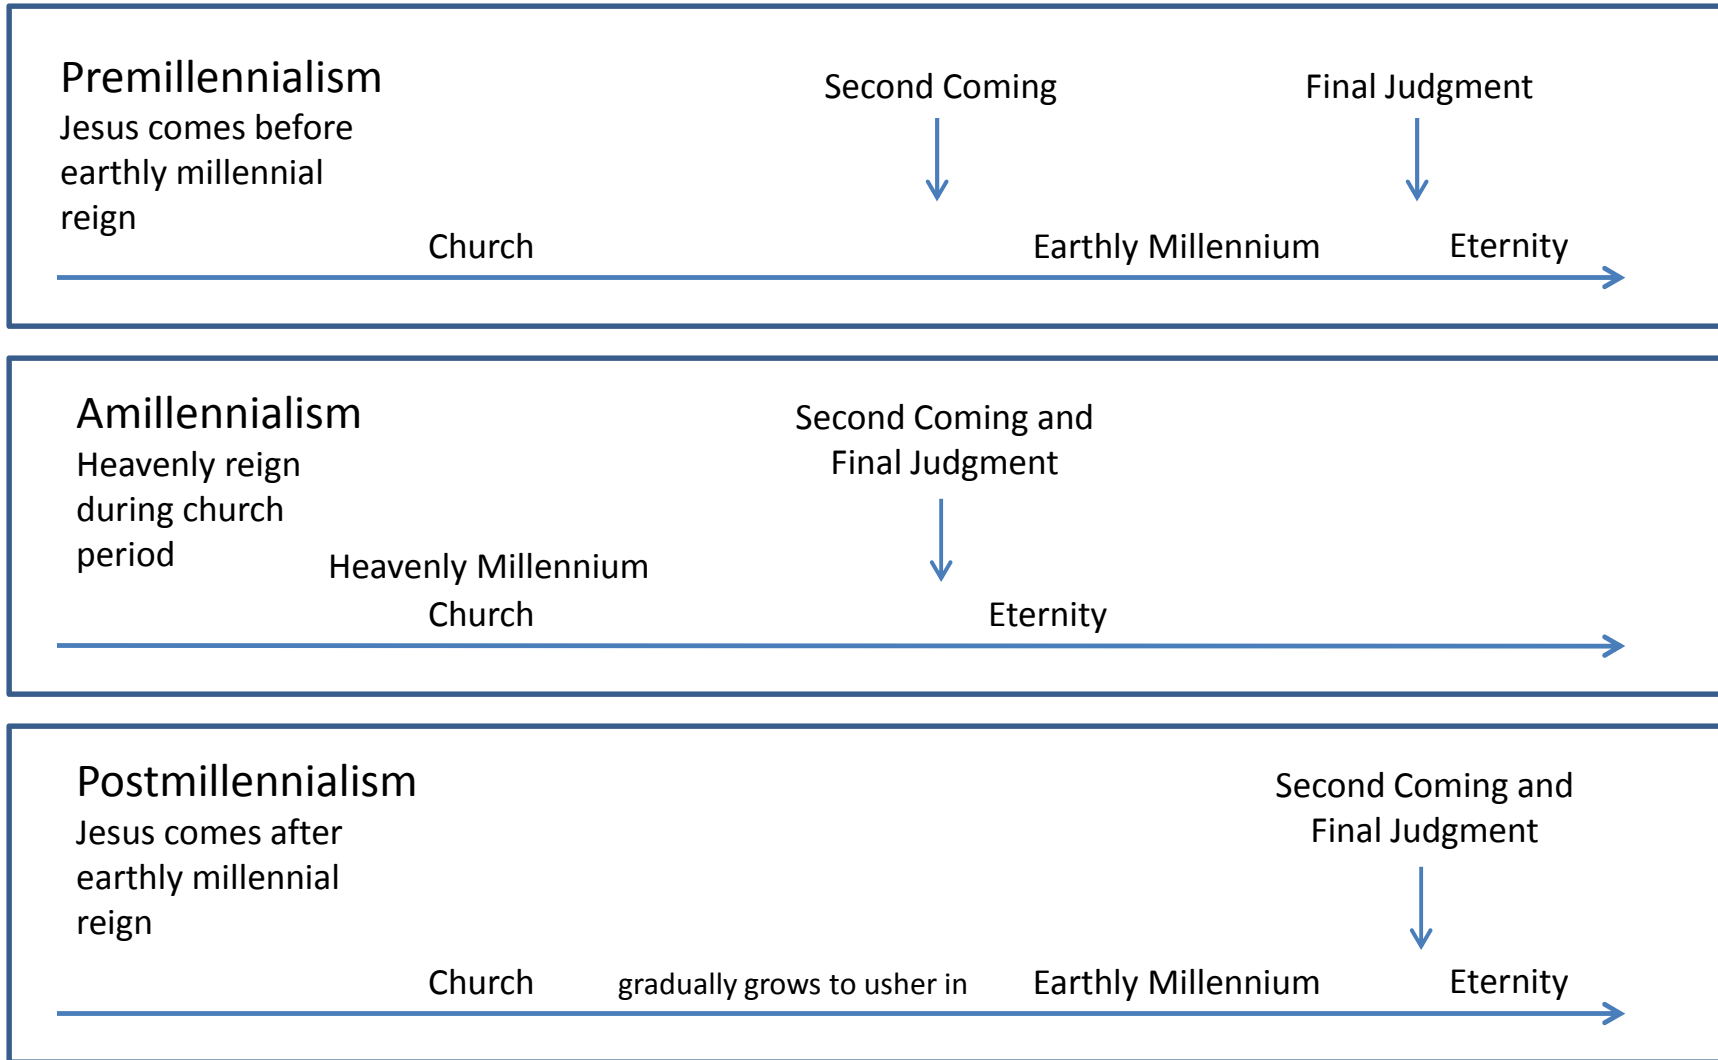 Premillennialism
Jesus comes before
earthly millennial
reign
Second Coming
Final Judgment
Church
Earthly Millennium
Eternity
Amillennialism
Heavenly reign
during church
period
Second Coming and
Final Judgment
Heavenly Millennium
Church
Eternity
Postmillennialism
Jesus comes after
earthly millennial
reign
Second Coming and
Final Judgment
Church
gradually grows to usher in
Earthly Millennium
Eternity